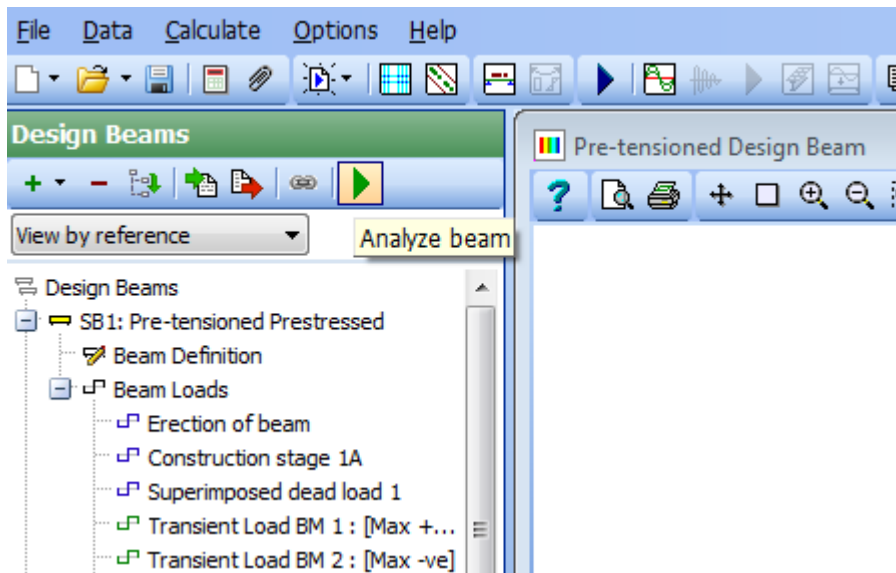 File Data Calculate Options Help
Design Beams
Pre-tensioned Design Beam
View by reference
Analyze beam
Design Beams
SB1: Pre-tensioned Prestressed
Beam Definition
Beam Loads
Erection of beam
Construction stage 1A
Superimposed dead load 1
Transient Load BM 1 : [Max +...
Transient Load BM 2 : [Max -ve]